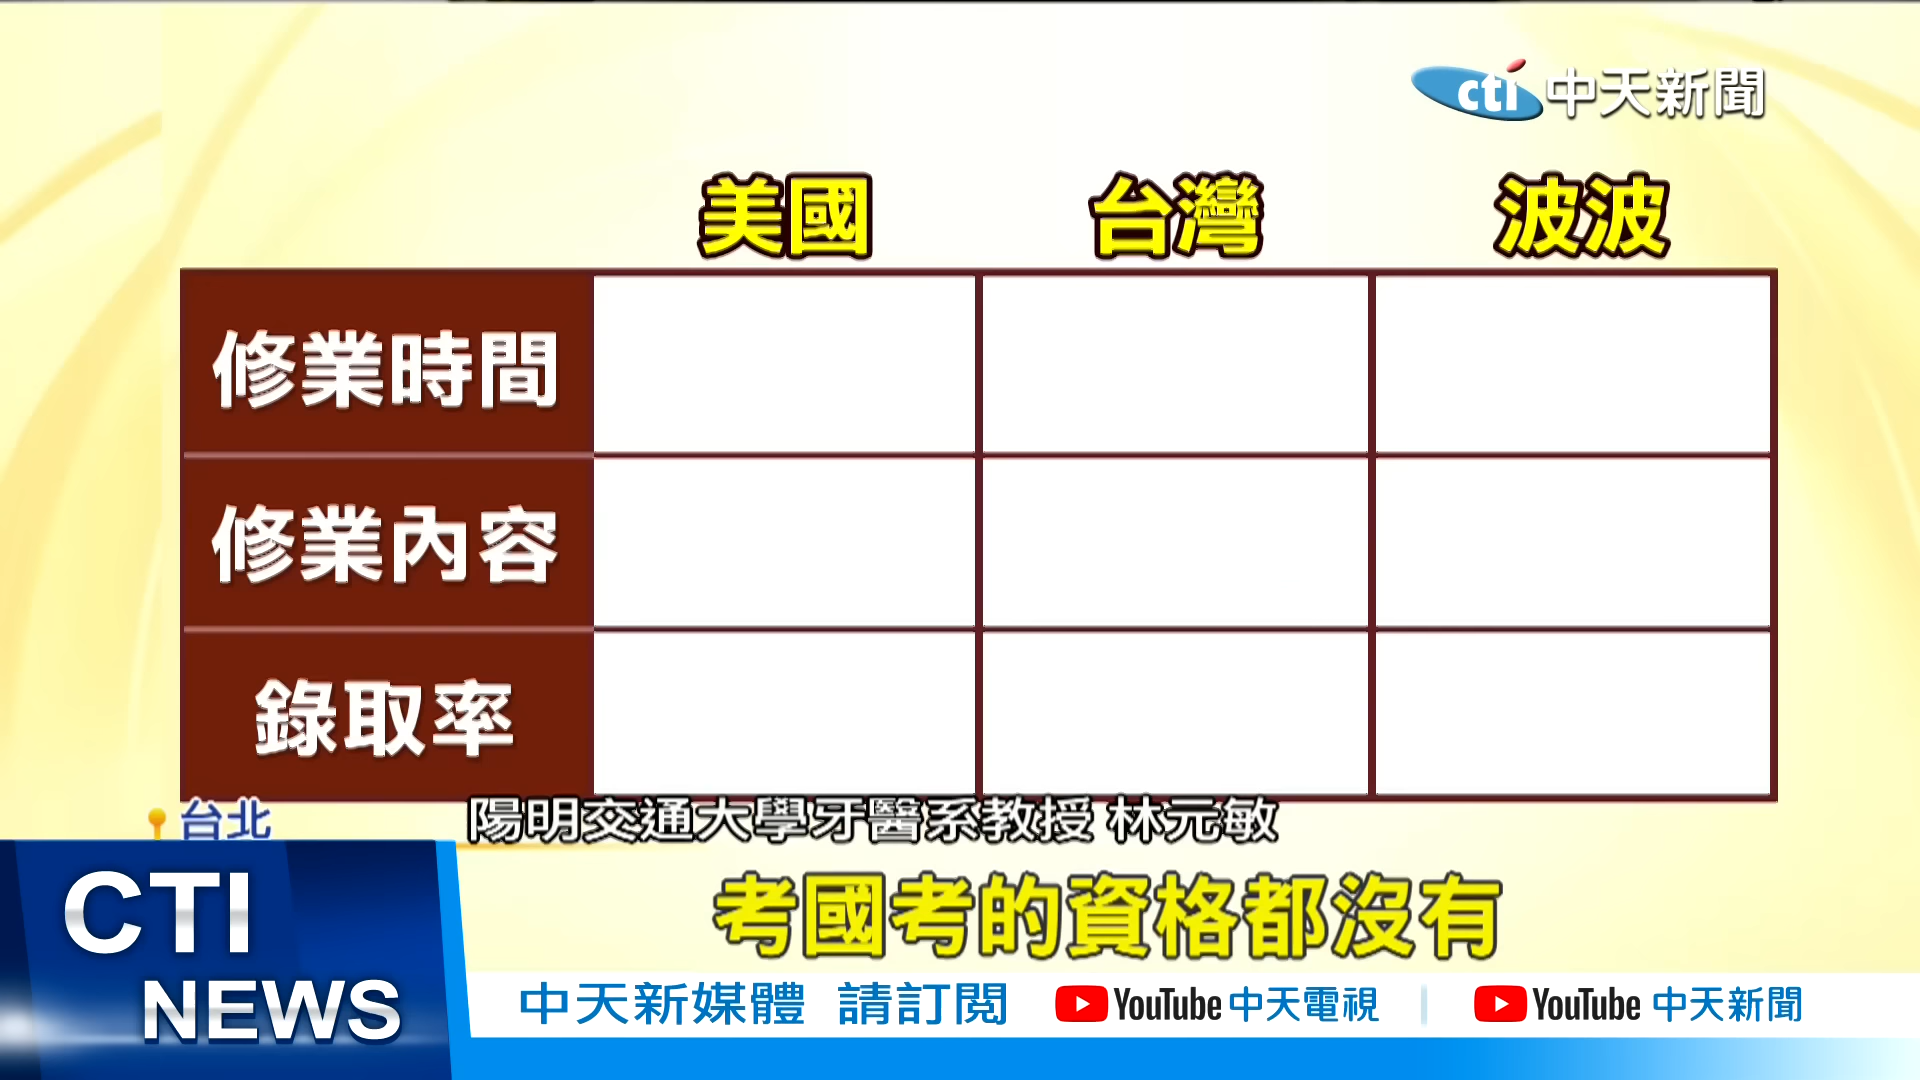 cti 中天新聞
美國 台灣 波波
修業時間
修業內容
錄取率
台北
陽明交通大學牙醫系教授 林元敏
考國考的資格都沒有
CTI
NEWS
中天新媒體 請訂閱 YouTube 中天電視 | YouTube 中天新聞